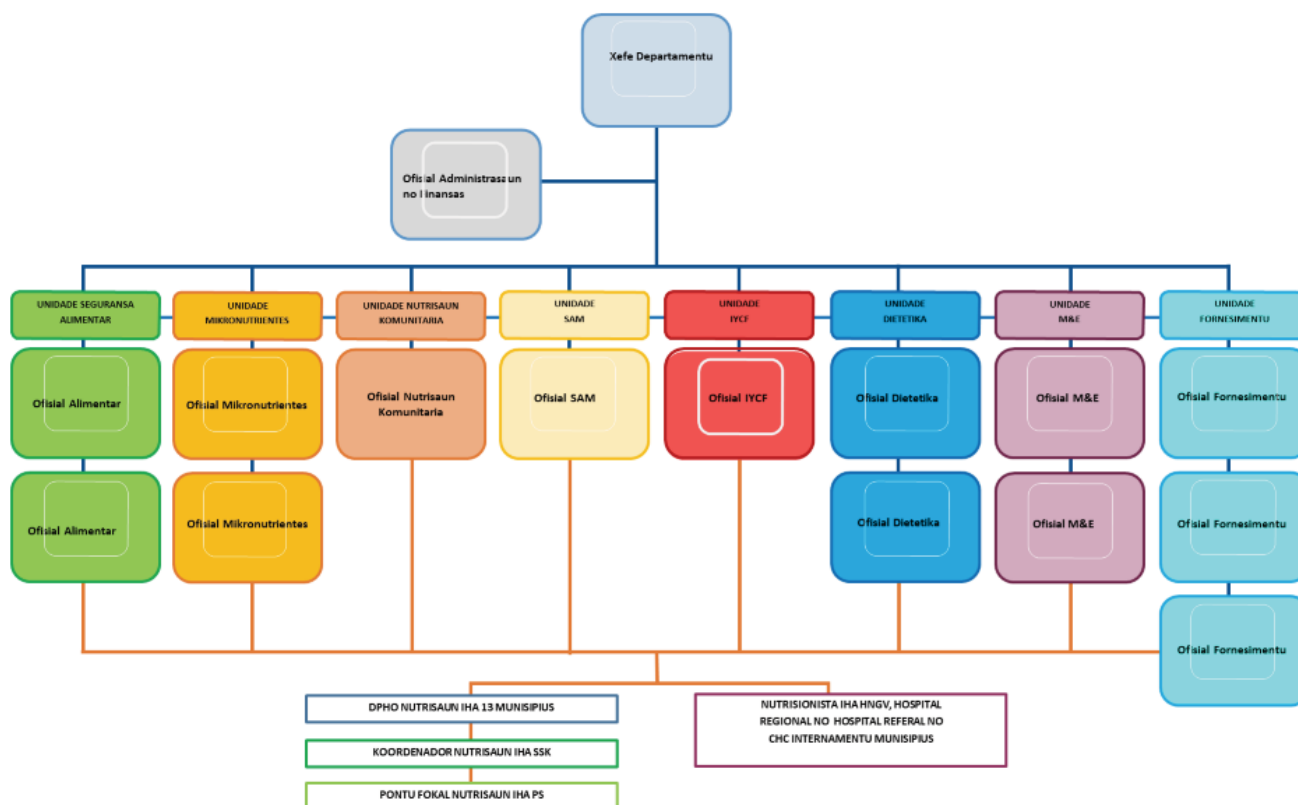 Xefe Departamentu
Ofisial Administrasaun
no Finansas
UNIDADE SEGURANSA
ALIMENTAR
UNIDADE
MIKRONUTRIENTES
UNIDADE NUTRISAUN
KOMUNITARIA
UNIDADE
SAM
UNIDADE
IYCF
UNIDADE
DIETETIKA
UNIDADE
M&E
UNIDADE
FORNESIMENTU
Ofisial Alimentar
Ofisial Mikronutrientes
Ofisial Nutrisaun
Komunitaria
Ofisial SAM
Ofisial IYCF
Ofisial Dietetika
Ofisial M&E
Ofisial Fornesimentu
Ofisial Alimentar
Ofisial Mikronutrientes
Ofisial Dietetika
Ofisial M&E
Ofisial Fornesimentu
Ofisial Fornesimentu
DPHO NUTRISAUN IHA 13 MUNISIPIUS
KOORDENADOR NUTRISAUN IHA SSK
PONTU FOKAL NUTRISAUN IHA PS
NUTRISIONISTA IHA HNGV, HOSPITAL
REGIONAL NO HOSPITAL REFERAL NO
CHC INTERNAMENTU MUNISIPIUS